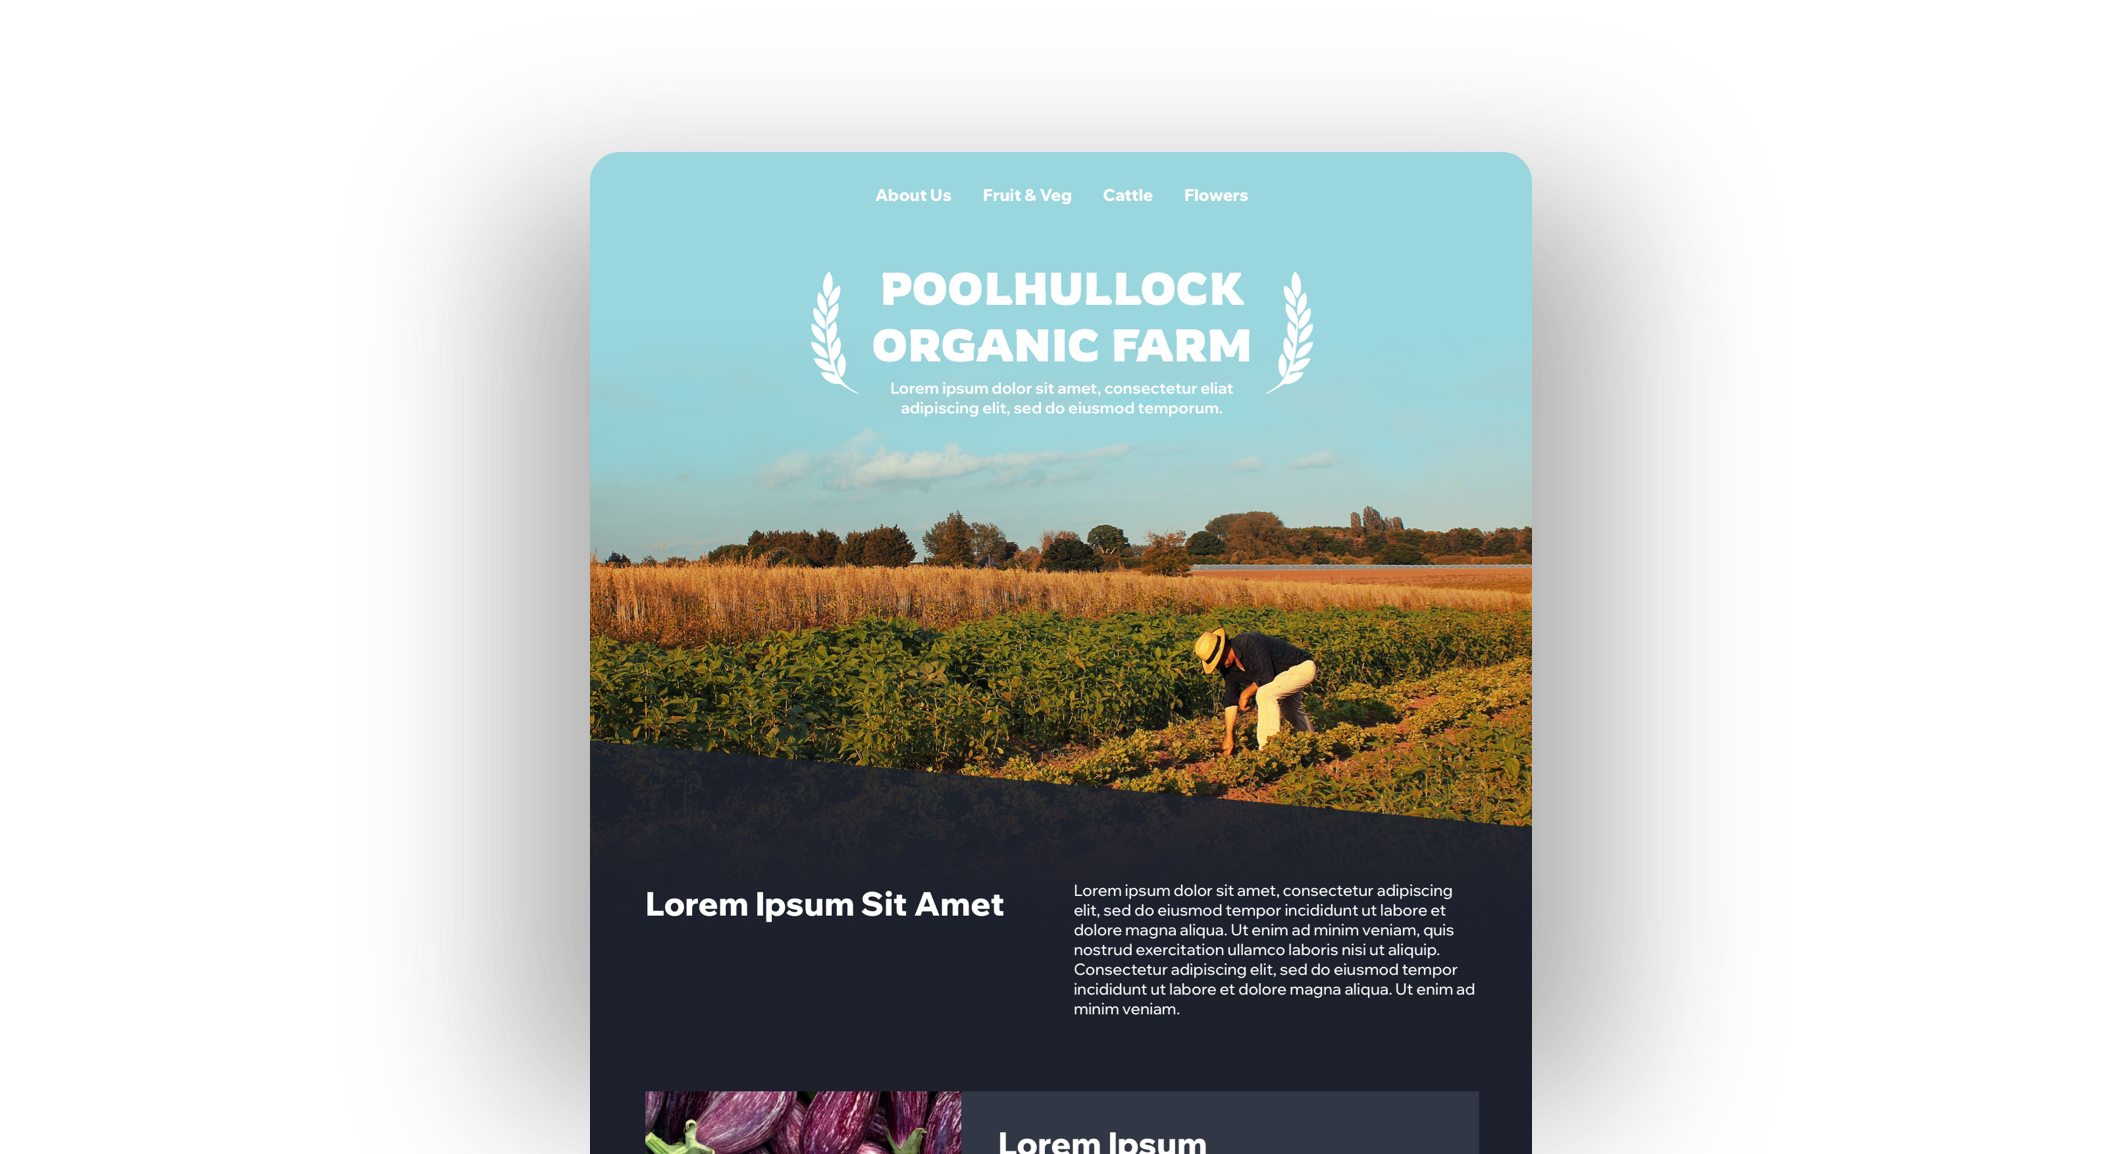 About Us Fruit & Veg Cattle Flowers
POOLHULLOCK
ORGANIC FARM
Lorem ipsum dolor sit amet, consectetur eliat
adipiscing elit, sed do eiusmod temporum.
Lorem Ipsum Sit Amet
Lorem ipsum dolor sit amet, consectetur adipiscing
elit, sed do eiusmod tempor incididunt ut labore et
dolore magna aliqua. Ut enim ad minim veniam, quis
nostrud exercitation ullamco laboris nisi ut aliquip.
Consectetur adipiscing elit, sed do eiusmod tempor
incididunt ut labore et dolore magna aliqua. Ut enim ad
minim veniam.
Lorem Ipsum